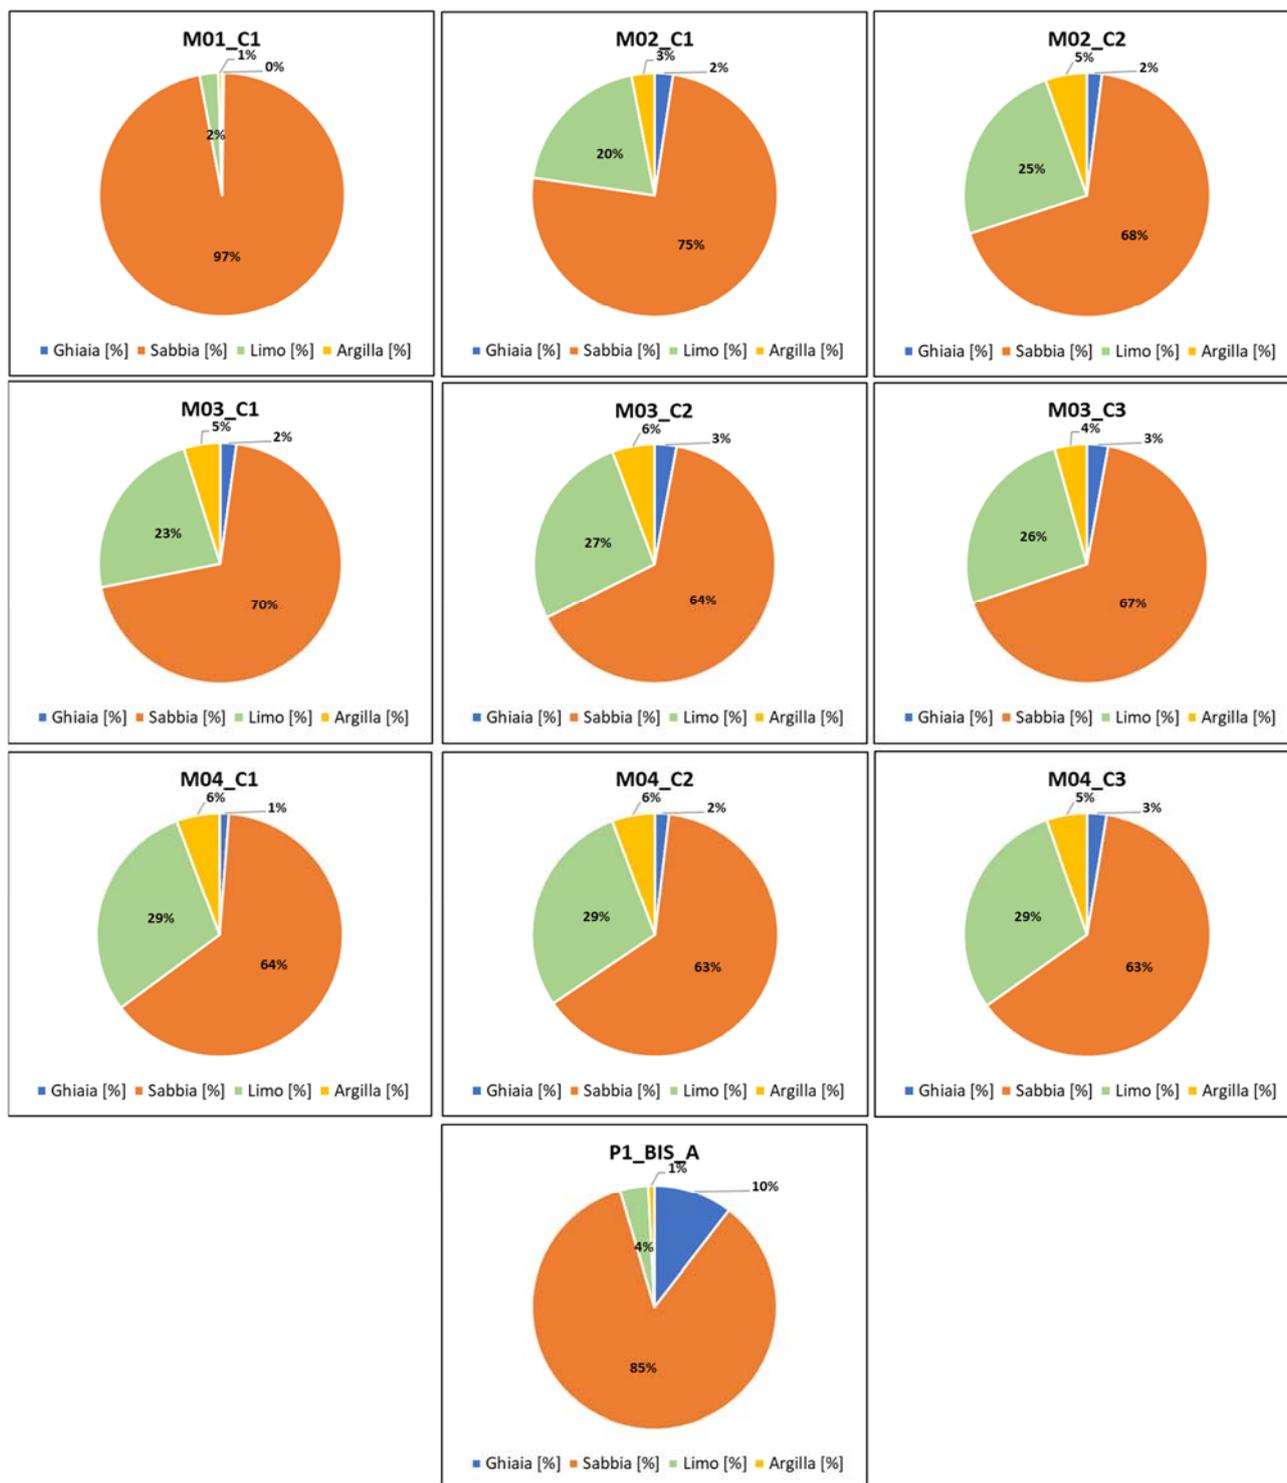 M01_C1
1%
0%
2%
97%
Ghiaia [%] Sabbia [%] Limo [%] Argilla [%]
M02_C1
3%
2%
20%
75%
Ghiaia [%] Sabbia [%] Limo [%] Argilla [%]
M02_C2
5%
2%
25%
68%
Ghiaia [%] Sabbia [%] Limo [%] Argilla [%]
M03_C1
5%
2%
23%
70%
Ghiaia [%] Sabbia [%] Limo [%] Argilla [%]
M03_C2
6%
3%
27%
64%
Ghiaia [%] Sabbia [%] Limo [%] Argilla [%]
M03_C3
4%
3%
26%
67%
Ghiaia [%] Sabbia [%] Limo [%] Argilla [%]
M04_C1
6%
1%
29%
64%
Ghiaia [%] Sabbia [%] Limo [%] Argilla [%]
M04_C2
6%
2%
29%
63%
Ghiaia [%] Sabbia [%] Limo [%] Argilla [%]
M04_C3
5%
3%
29%
63%
Ghiaia [%] Sabbia [%] Limo [%] Argilla [%]
P1_BIS_A
1%
10%
4%
85%
Ghiaia [%] Sabbia [%] Limo [%] Argilla [%]